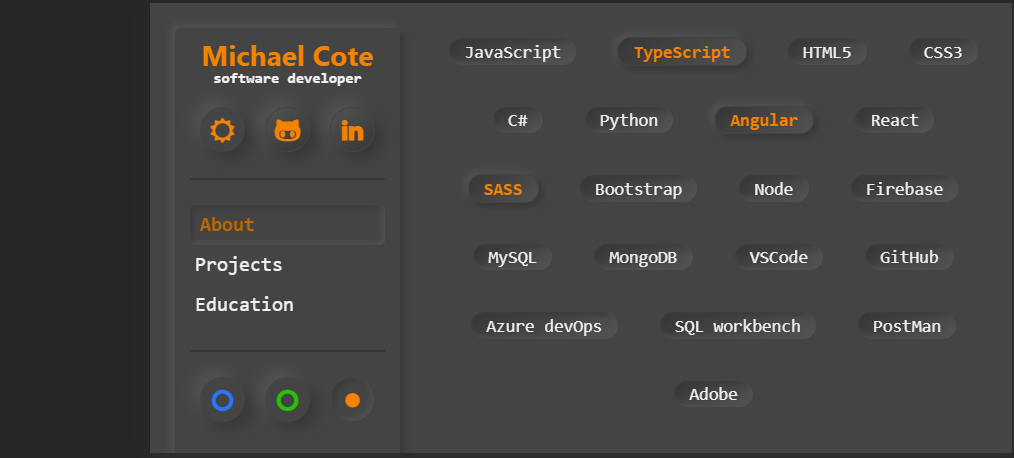 Michael Cote
software developer
in
About
Projects
Education
JavaScript TypeScript HTML5 CSS3
C# Python Angular React
SASS Bootstrap Node Firebase
MySQL MongoDB VSCode GitHub
Azure devOps SQL workbench PostMan
Adobe